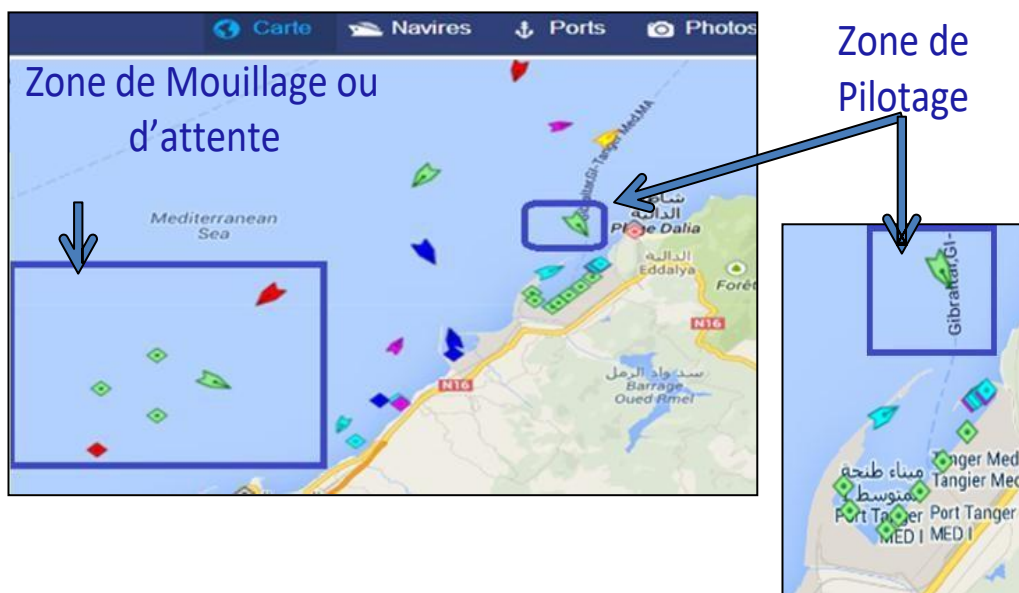 Carte Navires Ports Photos
Zone de Mouillage ou
d’attente
Zone de
Pilotage
Gibraltar,GI-Tanger Med,MA
Mediterranean
Sea
شاطئ
الدالية
Plage Dalia
الدالية
Eddalya
Forêt
N16
سد واد الرمل
Barrage
Oued Rmel
N16
Gibraltar,GI-
ميناء طنجة
المتوسط
Port Tanger
MED I
Tanger Med
Tangier Med
Port Tanger
MED I